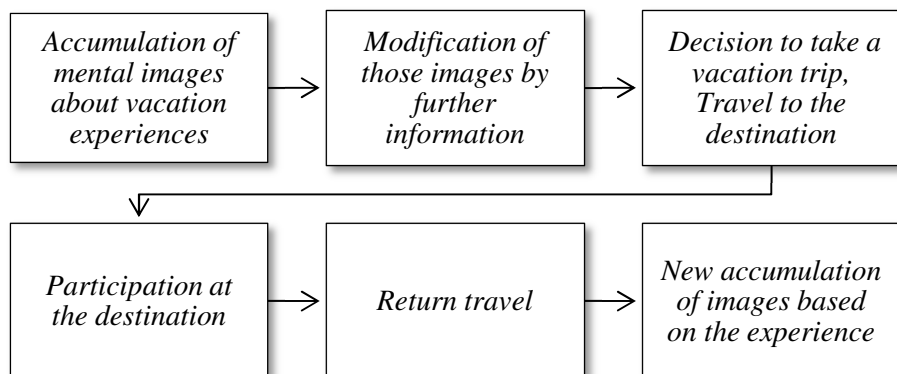 Accumulation of
mental images
about vacation
experiences
Modification of
those images by
further
information
Decision to take a
vacation trip,
Travel to the
destination
Participation at
the destination
Return travel
New accumulation
of images based
on the experience